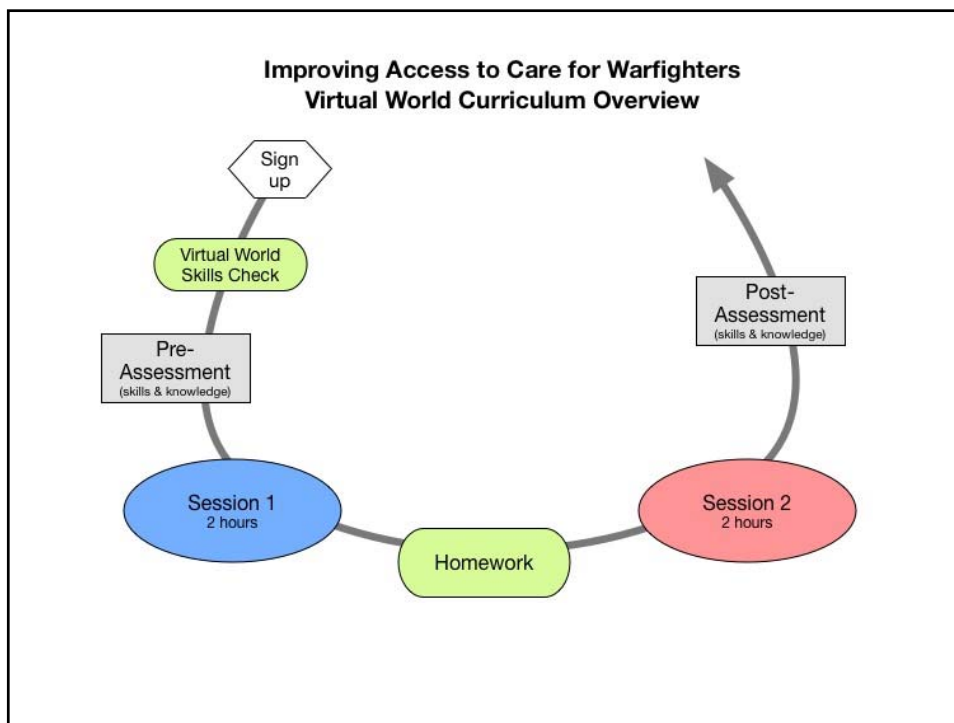 Improving Access to Care for Warfighters
Virtual World Curriculum Overview
Sign
up
Virtual World
Skills Check
Pre-
Assessment
(skills & knowledge)
Session 1
2 hours
Homework
Session 2
2 hours
Post-
Assessment
(skills & knowledge)